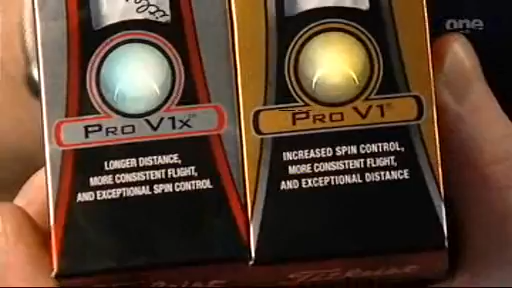 one
PRO V1x
LONGER DISTANCE,
MORE CONSISTENT FLIGHT,
AND EXCEPTIONAL SPIN CONTROL
PRO V1®
INCREASED SPIN CONTROL,
MORE CONSISTENT FLIGHT,
AND EXCEPTIONAL DISTANCE